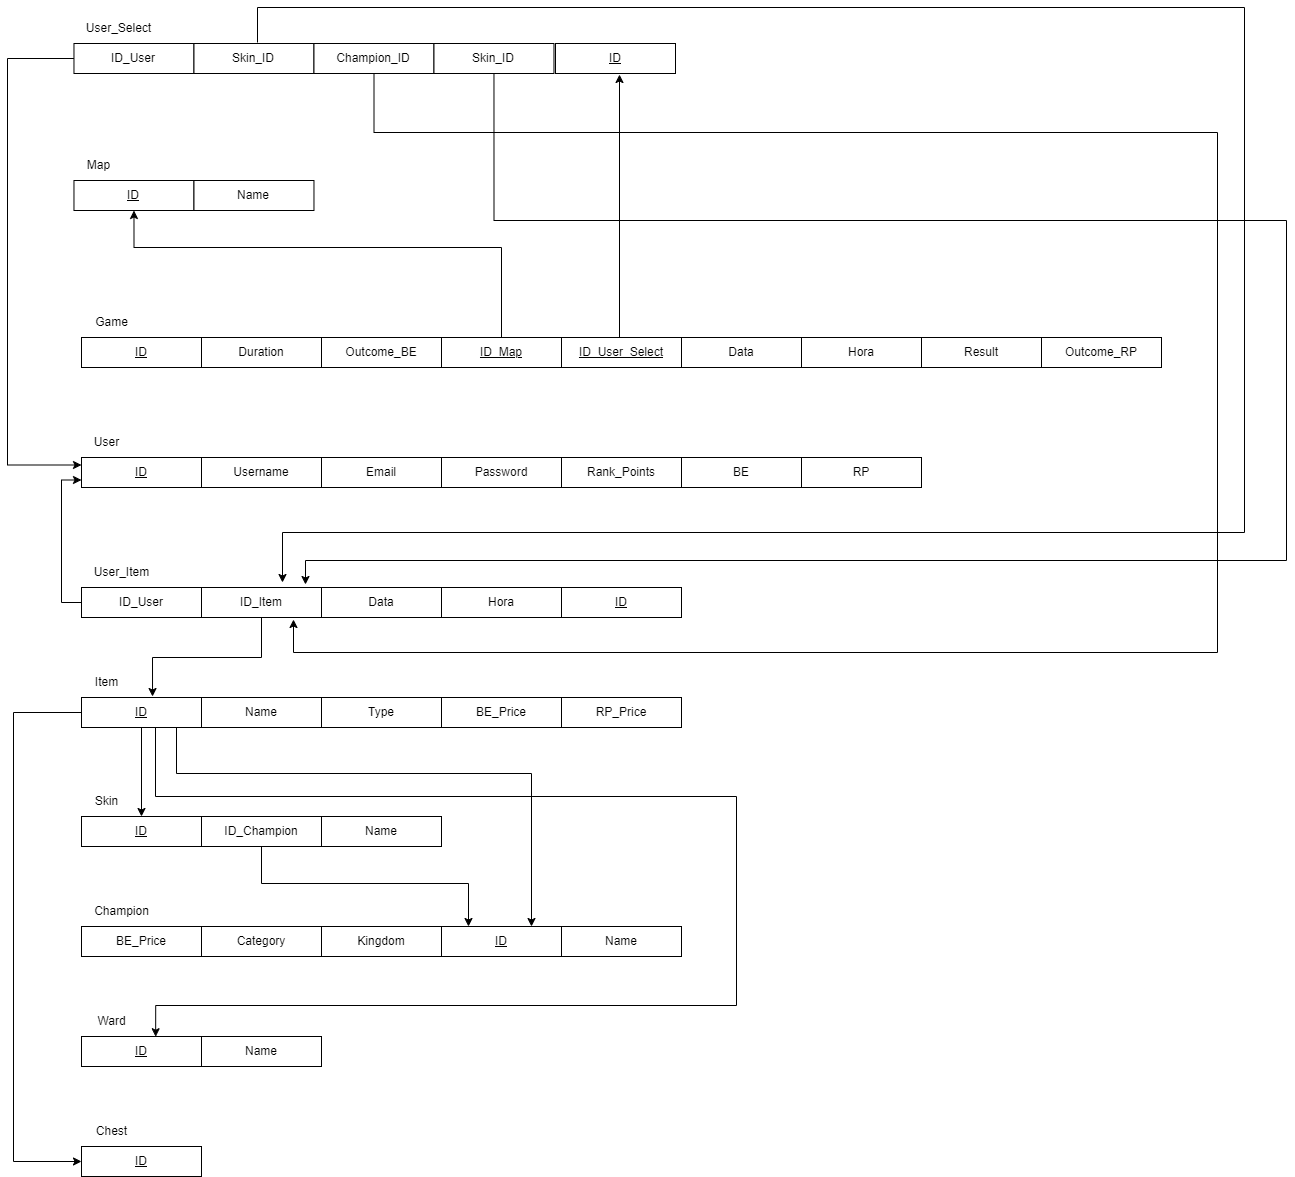 User_Select
ID_User Skin_ID Champion_ID Skin_ID ID
Map
ID Name
Game
ID Duration Outcome_BE ID_Map ID_User_Select Data Hora Result Outcome_RP
User
ID Username Email Password Rank_Points BE RP
User_Item
ID_User ID_Item Data Hora ID
Item
ID Name Type BE_Price RP_Price
Skin
ID ID_Champion Name
Champion
BE_Price Category Kingdom ID Name
Ward
ID Name
Chest
ID